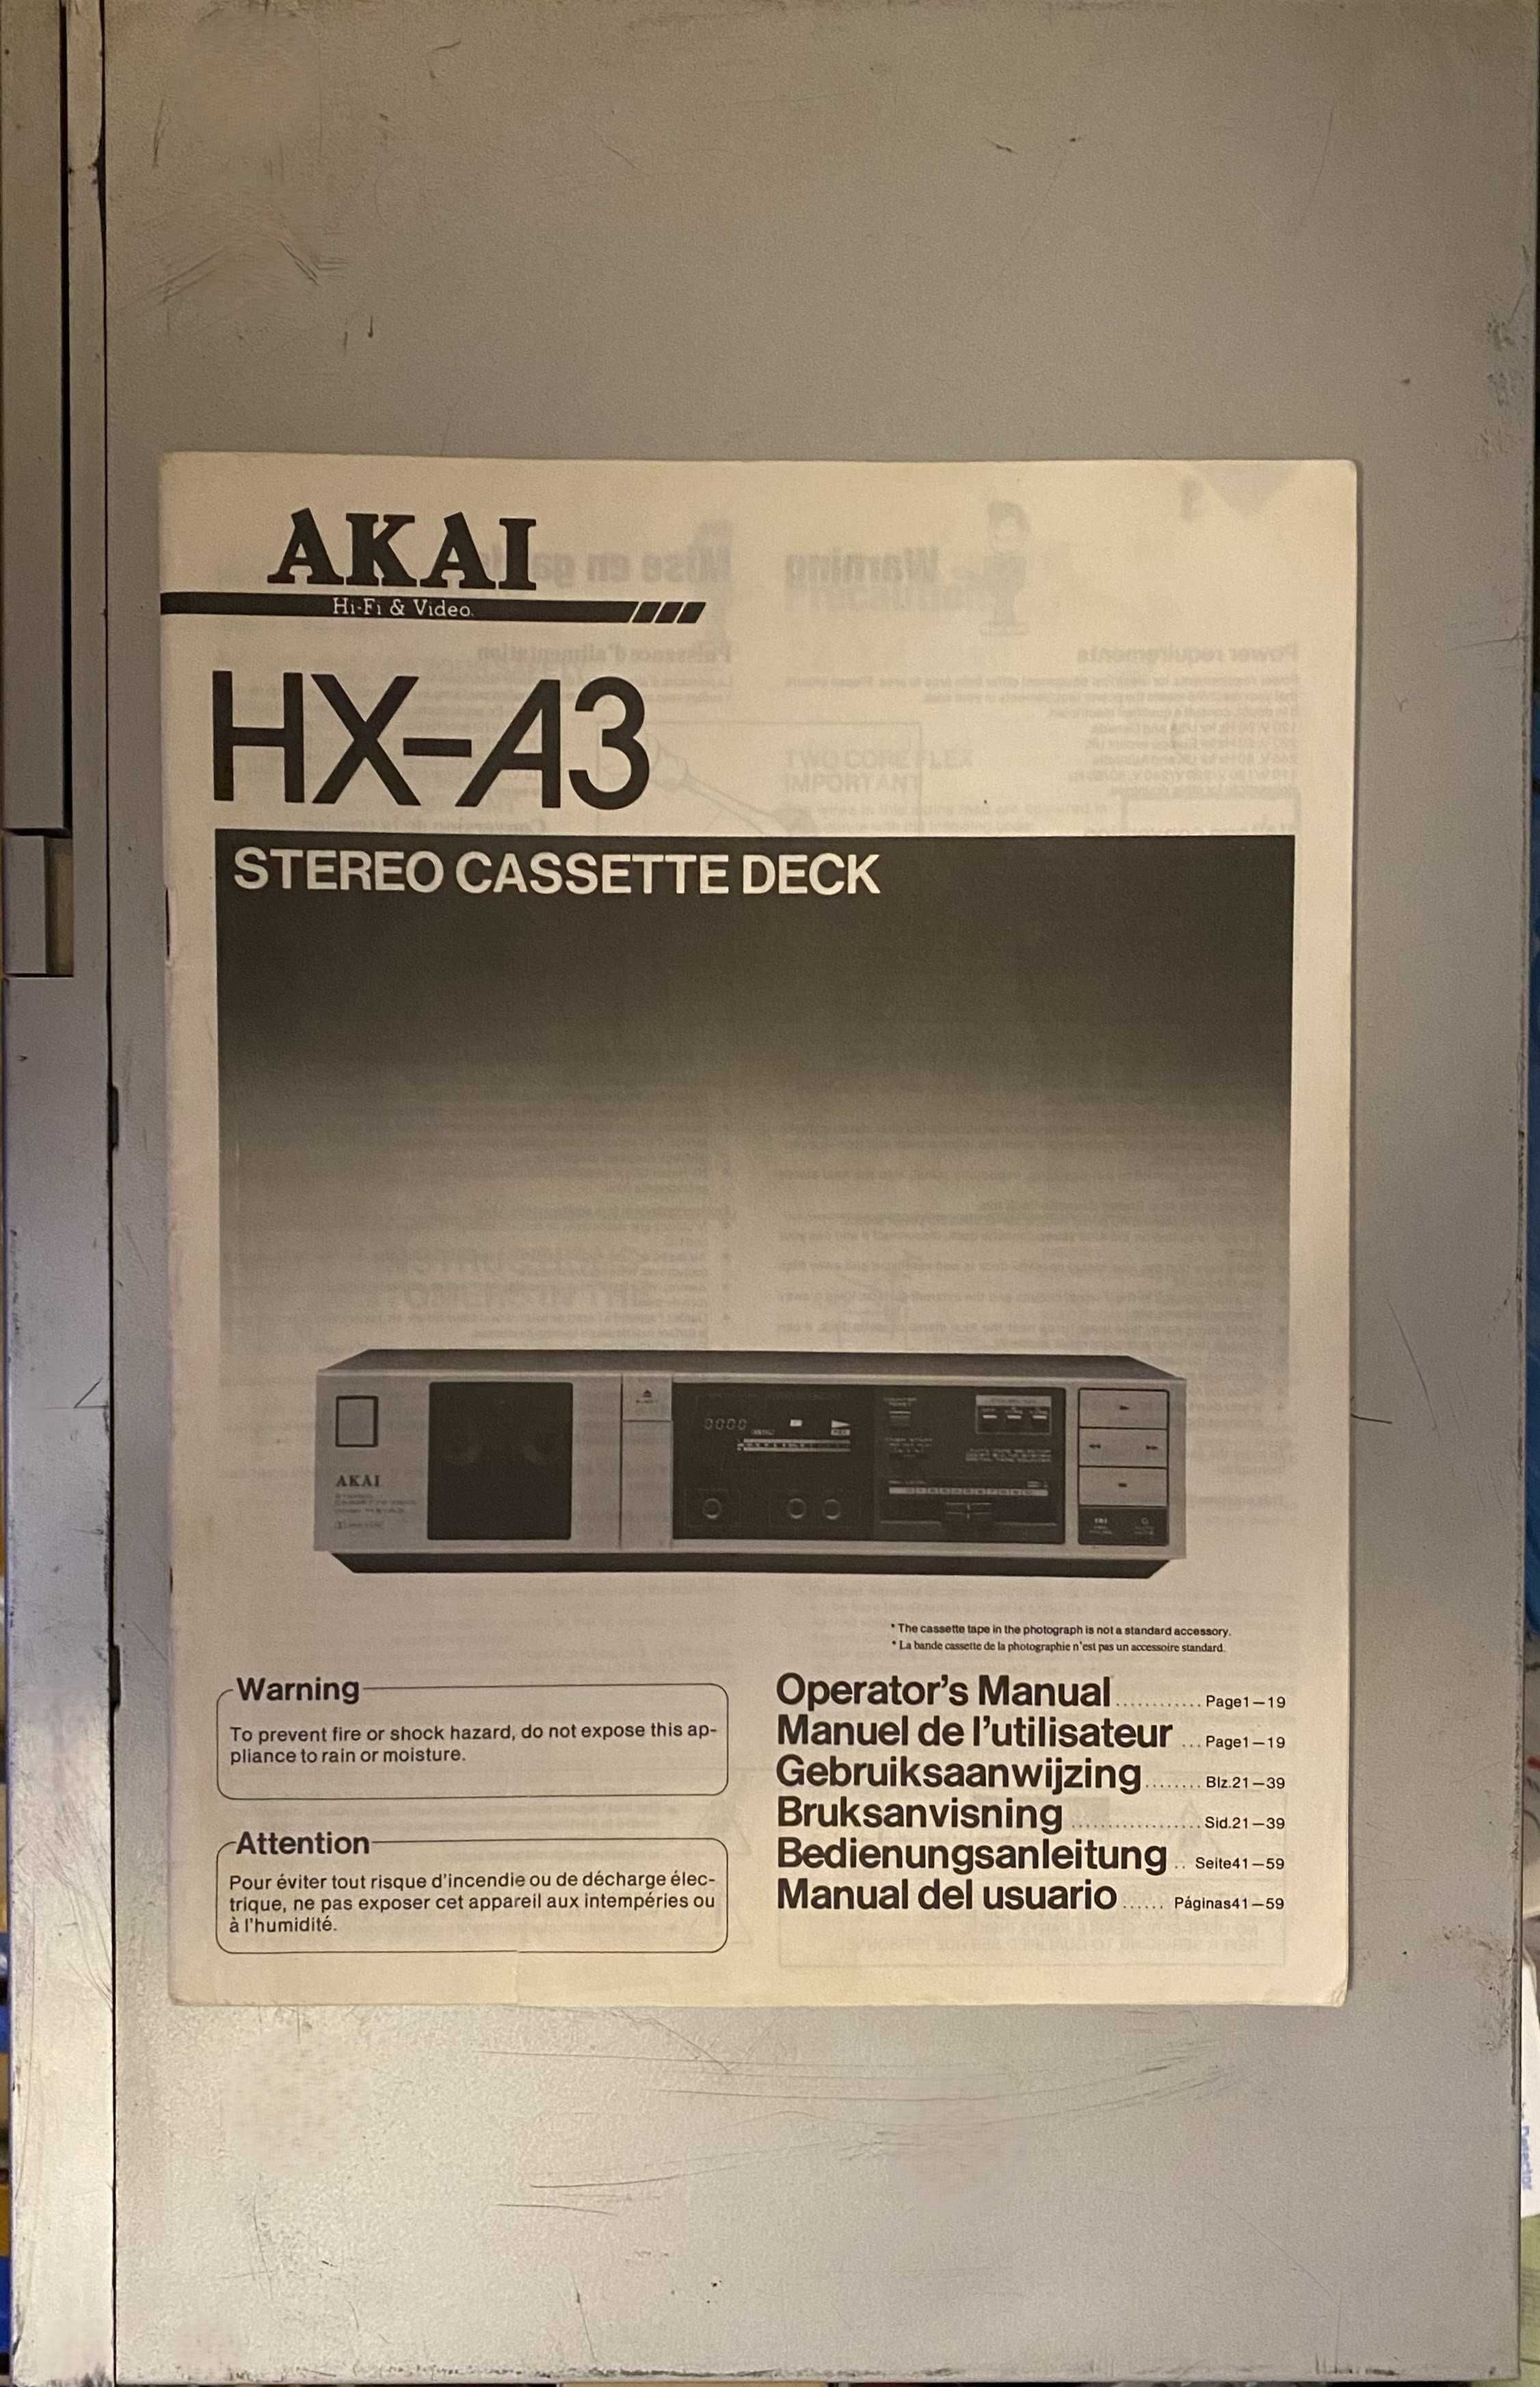 AKAI
Hi-Fi & Video
HX-A3
STEREO CASSETTE DECK
0000
AKAI
* The cassette tape in the photograph is not a standard accessory.
* La bande cassette de la photographie n'est pas un accessoire standard.
Warning
To prevent fire or shock hazard, do not expose this ap-
pliance to rain or moisture.
Attention
Pour éviter tout risque d'incendie ou de décharge élec-
trique, ne pas exposer cet appareil aux intempéries ou
à l'humidité.
Operator's Manual............Page1–19
Manuel de l'utilisateur ...Page1–19
Gebruiksaanwijzing........Blz.21–39
Bruksanvisning..................Sid.21–39
Bedienungsanleitung.. Seite41–59
Manual del usuario...... Páginas41–59